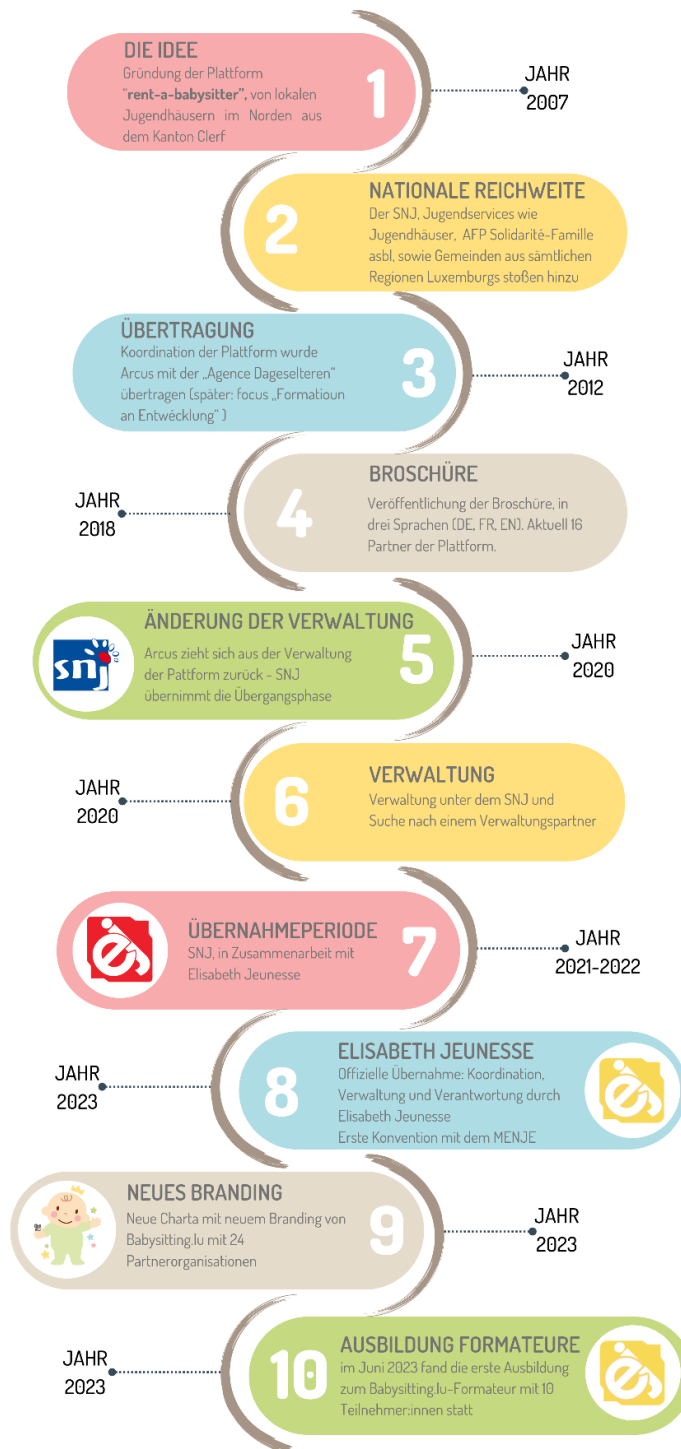 DIE IDEE
Gründung der Plattform
"rent-a-babysitter", von lokalen
Jugendhäusern im Norden aus
dem Kanton Clerf
1
JAHR
2007
2
NATIONALE REICHWEITE
Der SNJ, Jugendservices wie
Jugendhäuser, AFP Solidarité-Famille
asbl, sowie Gemeinden aus sämtlichen
Regionen Luxemburgs stoßen hinzu
ÜBERTRAGUNG
Koordination der Plattform wurde
Arcus mit der „Agence Dageselteren"
übertragen (später: focus „Formatioun
an Entwécklung" )
3
JAHR
2012
JAHR
2018
4
BROSCHÜRE
Veröffentlichung der Broschüre, in
drei Sprachen (DE, FR, EN). Aktuell 16
Partner der Plattform.
snj
ÄNDERUNG DER VERWALTUNG
Arcus zieht sich aus der Verwaltung
der Pattform zurück - SNJ
übernimmt die Übergangsphase
5
JAHR
2020
JAHR
2020
6
VERWALTUNG
Verwaltung unter dem SNJ und
Suche nach einem Verwaltungspartner
ej
ÜBERNAHMEPERIODE
SNJ, in Zusammenarbeit mit
Elisabeth Jeunesse
7
JAHR
2021-2022
JAHR
2023
8
ELISABETH JEUNESSE
Offizielle Übernahme: Koordination,
Verwaltung und Verantwortung durch
Elisabeth Jeunesse
Erste Konvention mit dem MENJE
ej
NEUES BRANDING
Neue Charta mit neuem Branding von
Babysitting.lu mit 24
Partnerorganisationen
9
JAHR
2023
JAHR
2023
10
AUSBILDUNG FORMATEURE
im Juni 2023 fand die erste Ausbildung
zum Babysitting.lu-Formateur mit 10
Teilnehmer:innen statt
ej